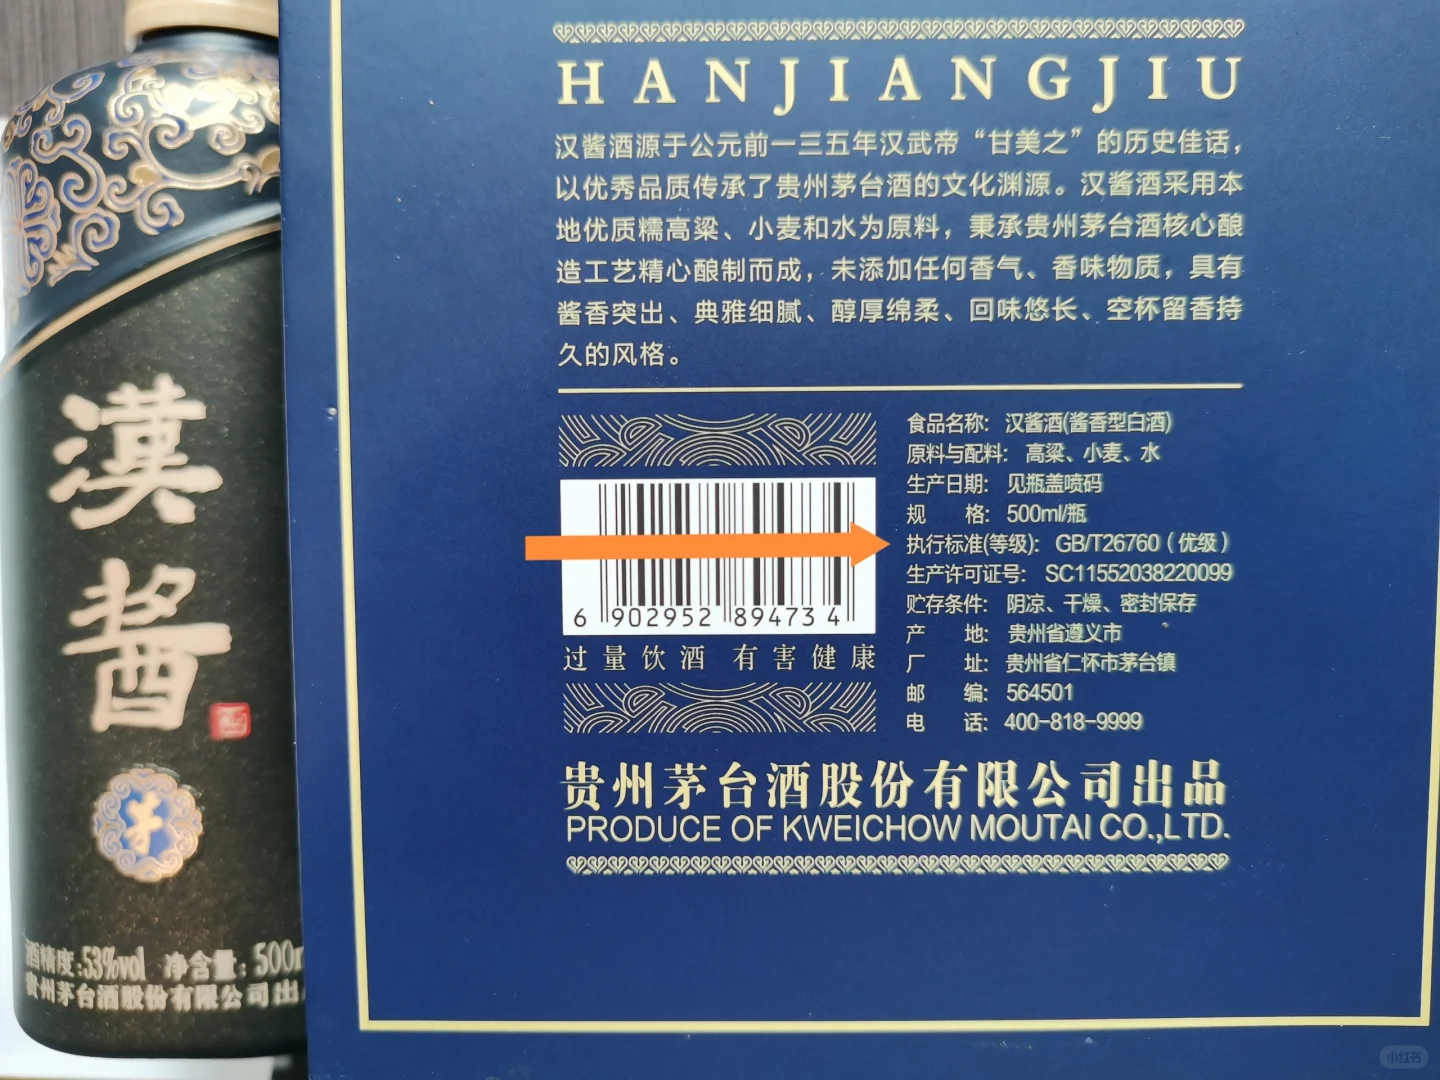 HANJIANGJIU
汉酱酒源于公元前一三五年汉武帝“甘美之”的历史佳话，
以优秀品质传承了贵州茅台酒的文化渊源。汉酱酒采用本
地优质糯高粱、小麦和水为原料，秉承贵州茅台酒核心酿
造工艺精心酿制而成，未添加任何香气、香味物质，具有
酱香突出、典雅细腻、醇厚绵柔、回味悠长、空杯留香持
久的风格。
食品名称：汉酱酒(酱香型白酒)
原料与配料：高粱、小麦、水
生产日期：见瓶盖喷码
规 格：500ml/瓶
执行标准(等级)：GB/T26760（优级）
生产许可证号：SC11552038220099
贮存条件：阴凉、干燥、密封保存
产 地：贵州省遵义市
厂 址：贵州省仁怀市茅台镇
邮 编：564501
电 话：400-818-9999
6 902952 894734
过量饮酒 有害健康
贵州茅台酒股份有限公司出品
PRODUCE OF KWEICHOW MOUTAI CO.,LTD.
漢
酱
酒
茅
酒精度:53%vol 净含量:500m
贵州茅台酒股份有限公司出
小红书